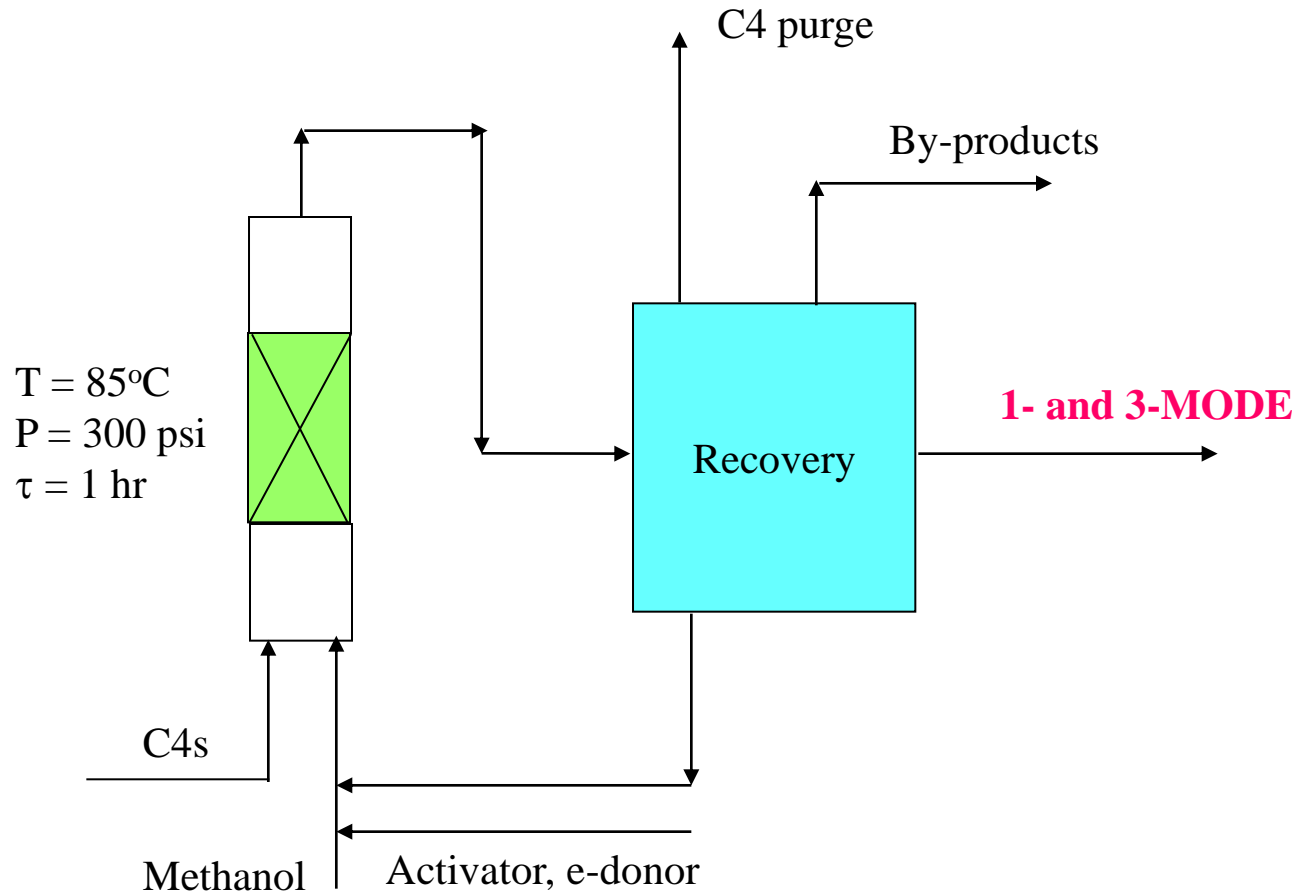 C4 purge
By-products
T = 85°C
P = 300 psi
τ = 1 hr
1- and 3-MODE
Recovery
C4s
Methanol
Activator, e-donor